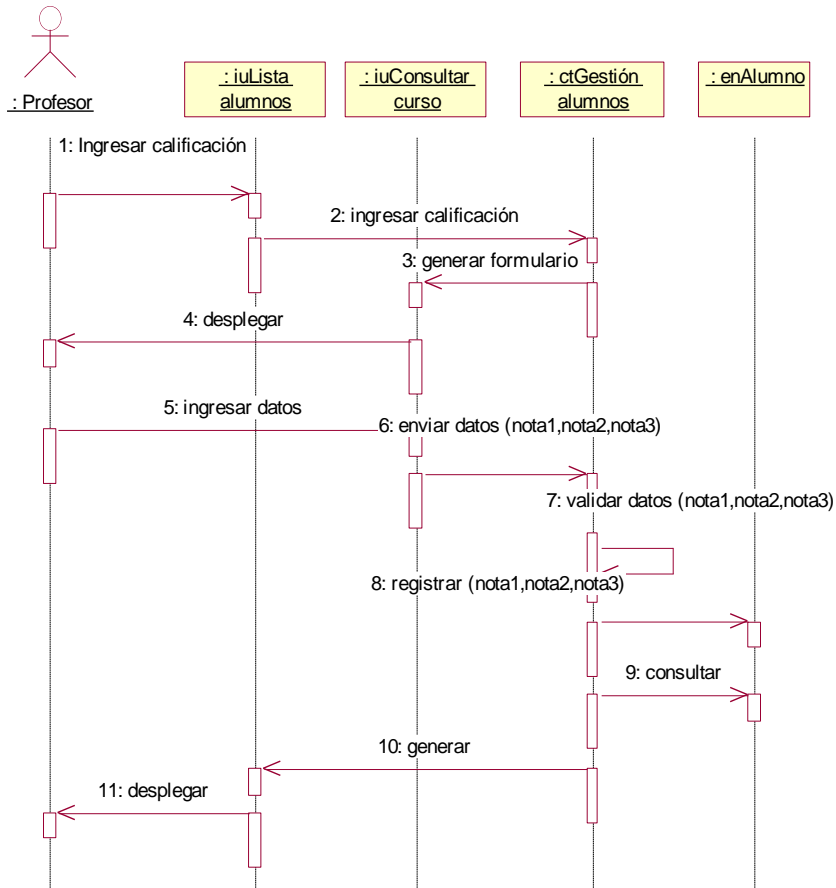 : Profesor
: iuLista
alumnos
: iuConsultar
curso
: ctGestión
alumnos
: enAlumno
1: Ingresar calificación
2: ingresar calificación
3: generar formulario
4: desplegar
5: ingresar datos
6: enviar datos (nota1,nota2,nota3)
7: validar datos (nota1,nota2,nota3)
8: registrar (nota1,nota2,nota3)
9: consultar
10: generar
11: desplegar